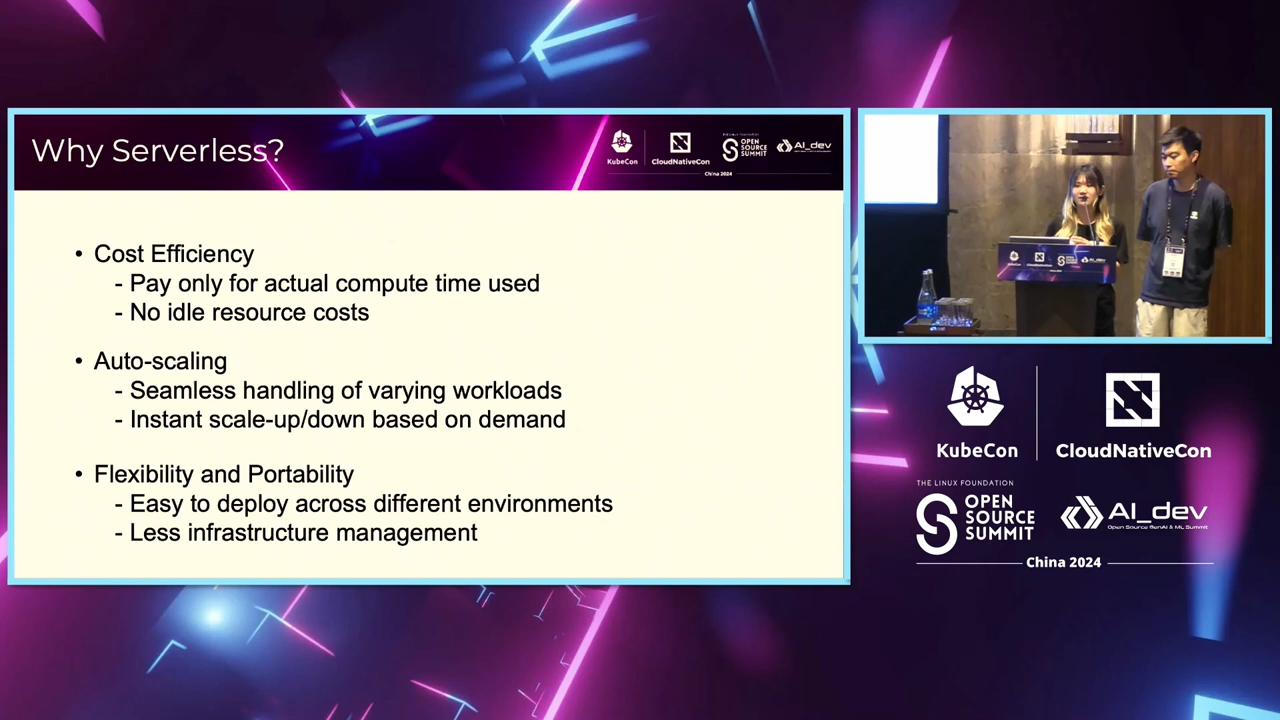 Why Serverless?
KubeCon
CloudNativeCon
THE LINUX FOUNDATION
OPEN
SOURCE
SUMMIT
AI_dev
China 2024
• Cost Efficiency
- Pay only for actual compute time used
- No idle resource costs
• Auto-scaling
- Seamless handling of varying workloads
- Instant scale-up/down based on demand
• Flexibility and Portability
- Easy to deploy across different environments
- Less infrastructure management
KubeCon
CloudNativeCon
THE LINUX FOUNDATION
OPEN
SOURCE
SUMMIT
AI_dev
Open Source GenAI & ML Summit
China 2024